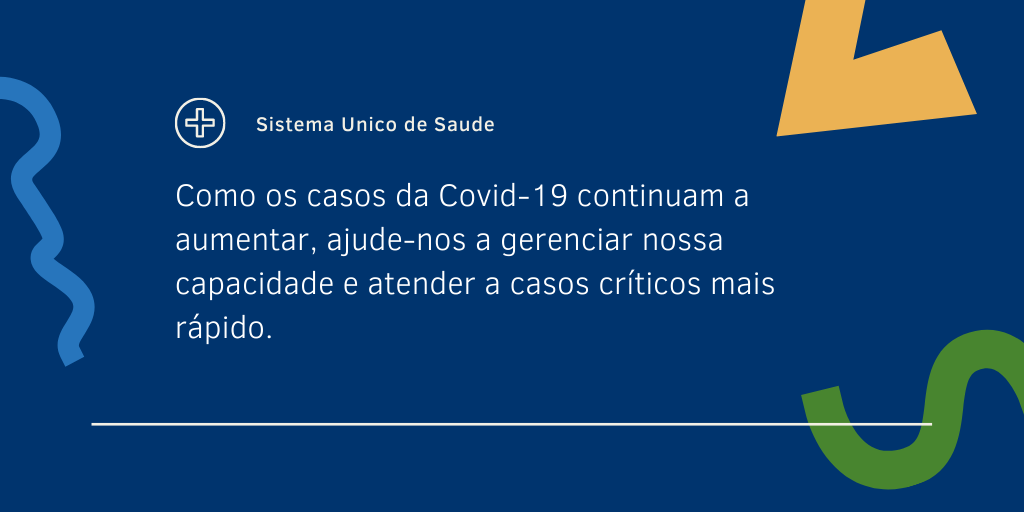 Sistema Unico de Saude
Como os casos da Covid-19 continuam a
aumentar, ajude-nos a gerenciar nossa
capacidade e atender a casos críticos mais
rápido.